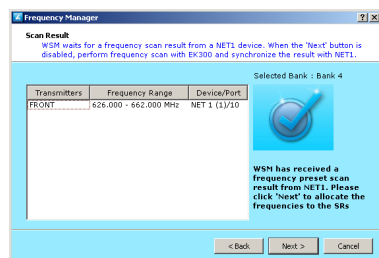 Frequency Manager
Scan Result
WSM waits for a frequency scan result from a NET1 device. When the 'Next' button is
disabled, perform frequency scan with EK300 and synchronize the result with NET1.
Selected Bank : Bank 4
Transmitters Frequency Range Device/Port
FRONT 626.000 - 662.000 MHz NET 1 (1)/10
WSM has received a
frequency preset scan
result from NET1. Please
click 'Next' to allocate the
frequencies to the SRs
< Back Next > Cancel